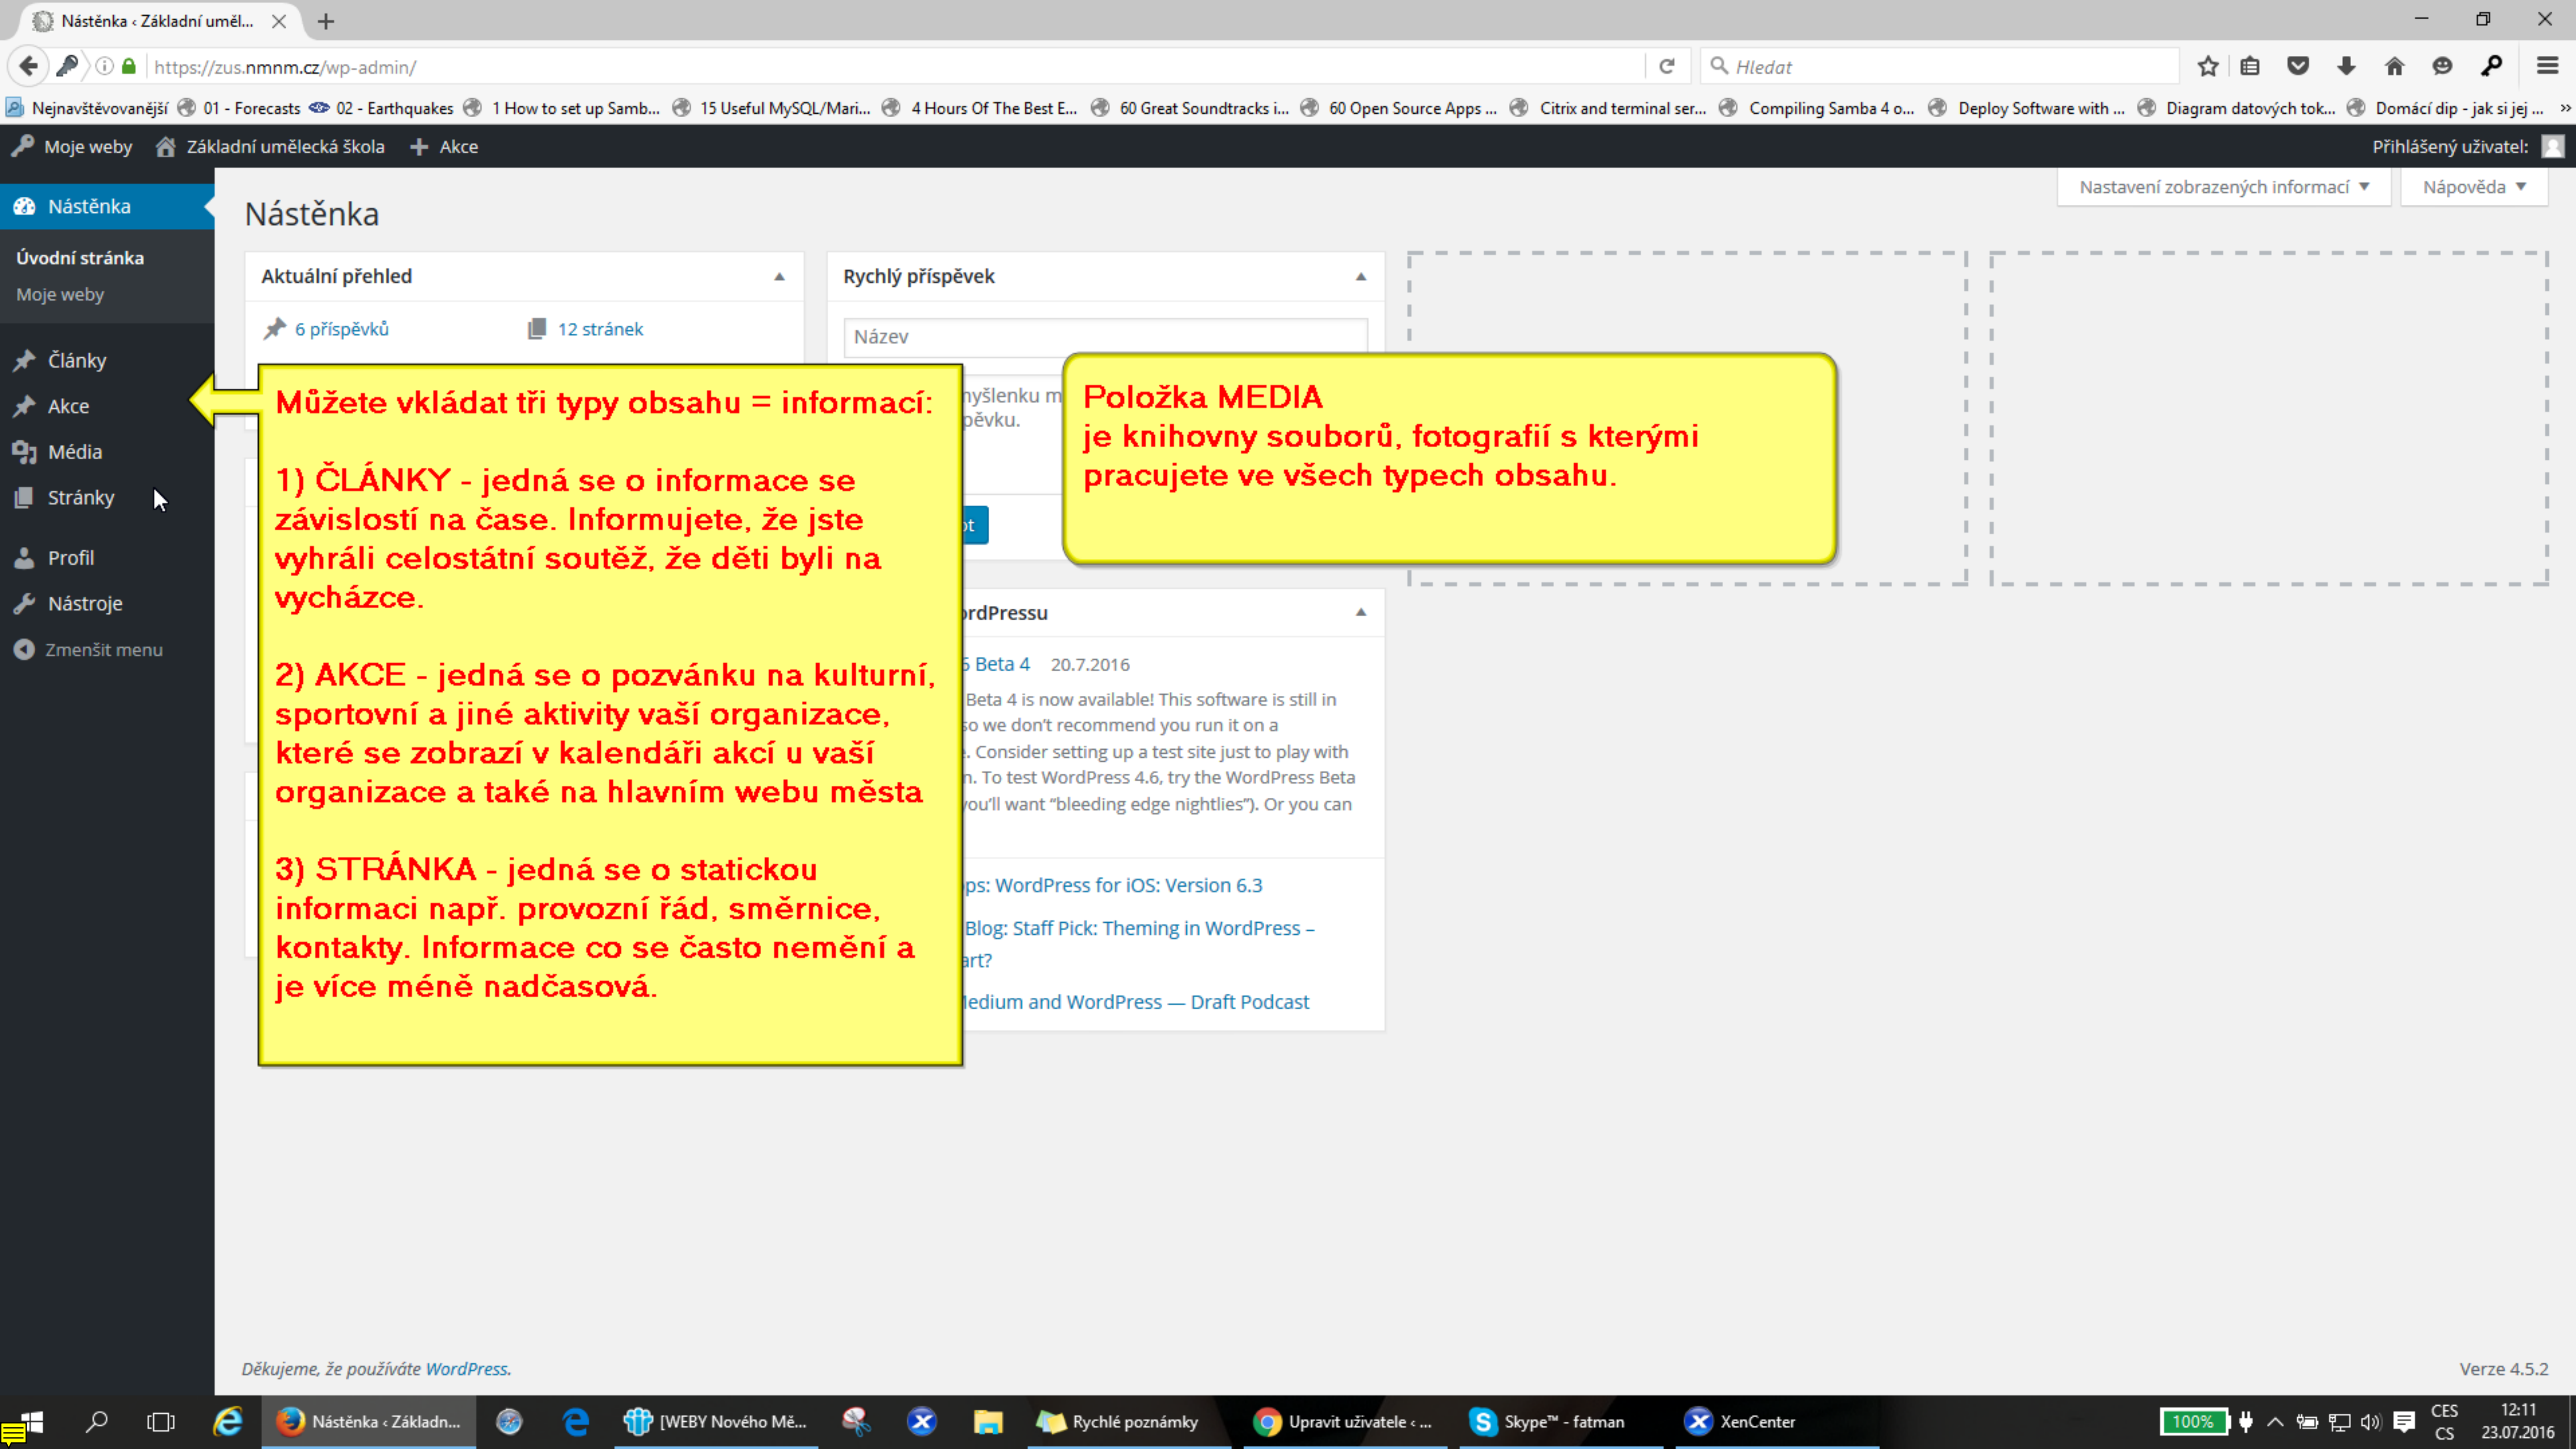 Nástěnka ‹ Základní uměl...
https://zus.nmnm.cz/wp-admin/
Hledat
Nejnavštěvovanější 01 - Forecasts 02 - Earthquakes 1 How to set up Samb... 15 Useful MySQL/Mari... 4 Hours Of The Best E... 60 Great Soundtracks i... 60 Open Source Apps ... Citrix and terminal ser... Compiling Samba 4 o... Deploy Software with ... Diagram datových tok... Domácí dip - jak si jej ... »
Moje weby Základní umělecká škola + Akce Přihlášený uživatel:
Nastavení zobrazených informací Nápověda
Nástěnka
Úvodní stránka
Moje weby
Články
Akce
Média
Stránky
Profil
Nástroje
Zmenšit menu
Nástěnka
Aktuální přehled
6 příspěvků 12 stránek
Rychlý příspěvek
Název
Můžete vkládat tři typy obsahu = informací:
1) ČLÁNKY - jedná se o informace se
závislostí na čase. Informujete, že jste
vyhráli celostátní soutěž, že děti byli na
vycházce.
2) AKCE - jedná se o pozvánku na kulturní,
sportovní a jiné aktivity vaší organizace,
které se zobrazí v kalendáři akcí u vaší
organizace a také na hlavním webu města
3) STRÁNKA - jedná se o statickou
informaci např. provozní řád, směrnice,
kontakty. Informace co se často nemění a
je více méně nadčasová.
Položka MEDIA
je knihovny souborů, fotografií s kterými
pracujete ve všech typech obsahu.
Beta 4 20.7.2016
Beta 4 is now available! This software is still in
so we don't recommend you run it on a
. Consider setting up a test site just to play with
. To test WordPress 4.6, try the WordPress Beta
you'll want “bleeding edge nightlies”). Or you can
: WordPress for iOS: Version 6.3
Blog: Staff Pick: Theming in WordPress –
Medium and WordPress — Draft Podcast
Děkujeme, že používáte WordPress. Verze 4.5.2
Nástěnka ‹ Základn... [WEBY Nového Mě... Rychlé poznámky Upravit uživatele ‹ ... Skype™ - fatman XenCenter 100% CES 12:11
CS 23.07.2016